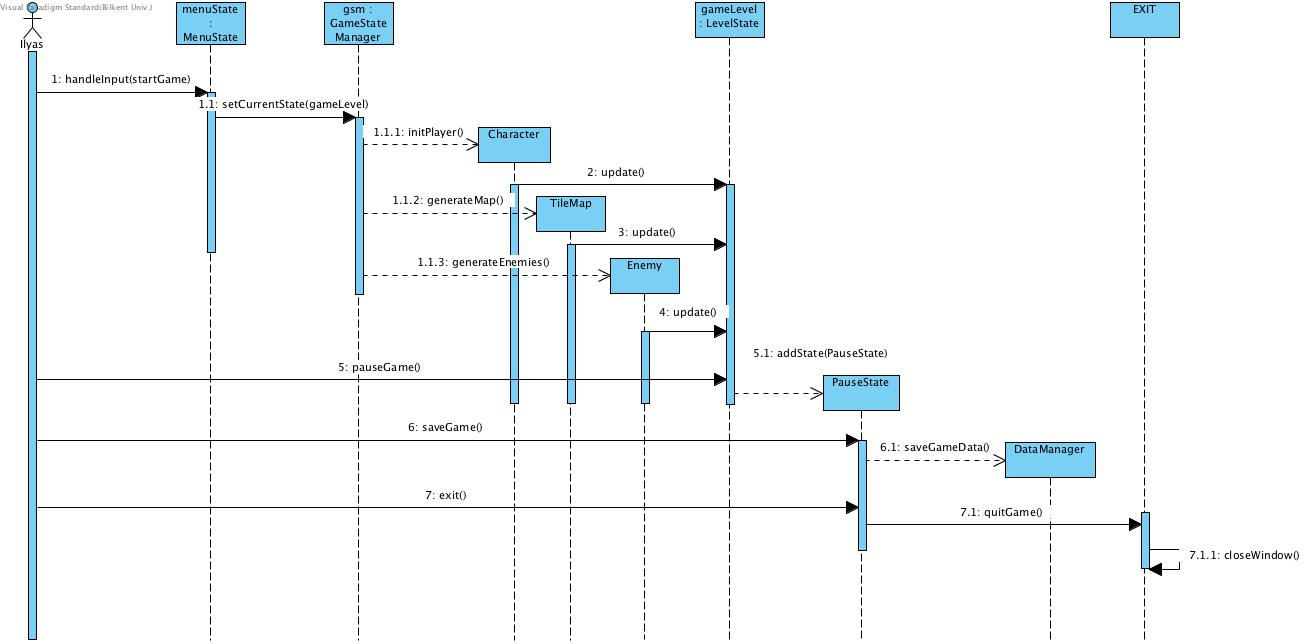 Visual Paradigm Standard(Bilkent Univ.)
Ilyas
menuState
:
MenuState
gsm :
GameState
Manager
gameLevel
: LevelState
EXIT
1: handleInput(startGame)
1.1: setCurrentState(gameLevel)
1.1.1: initPlayer()
Character
2: update()
1.1.2: generateMap()
TileMap
3: update()
1.1.3: generateEnemies()
Enemy
4: update()
5.1: addState(PauseState)
5: pauseGame()
PauseState
6: saveGame()
6.1: saveGameData()
DataManager
7: exit()
7.1: quitGame()
7.1.1: closeWindow()